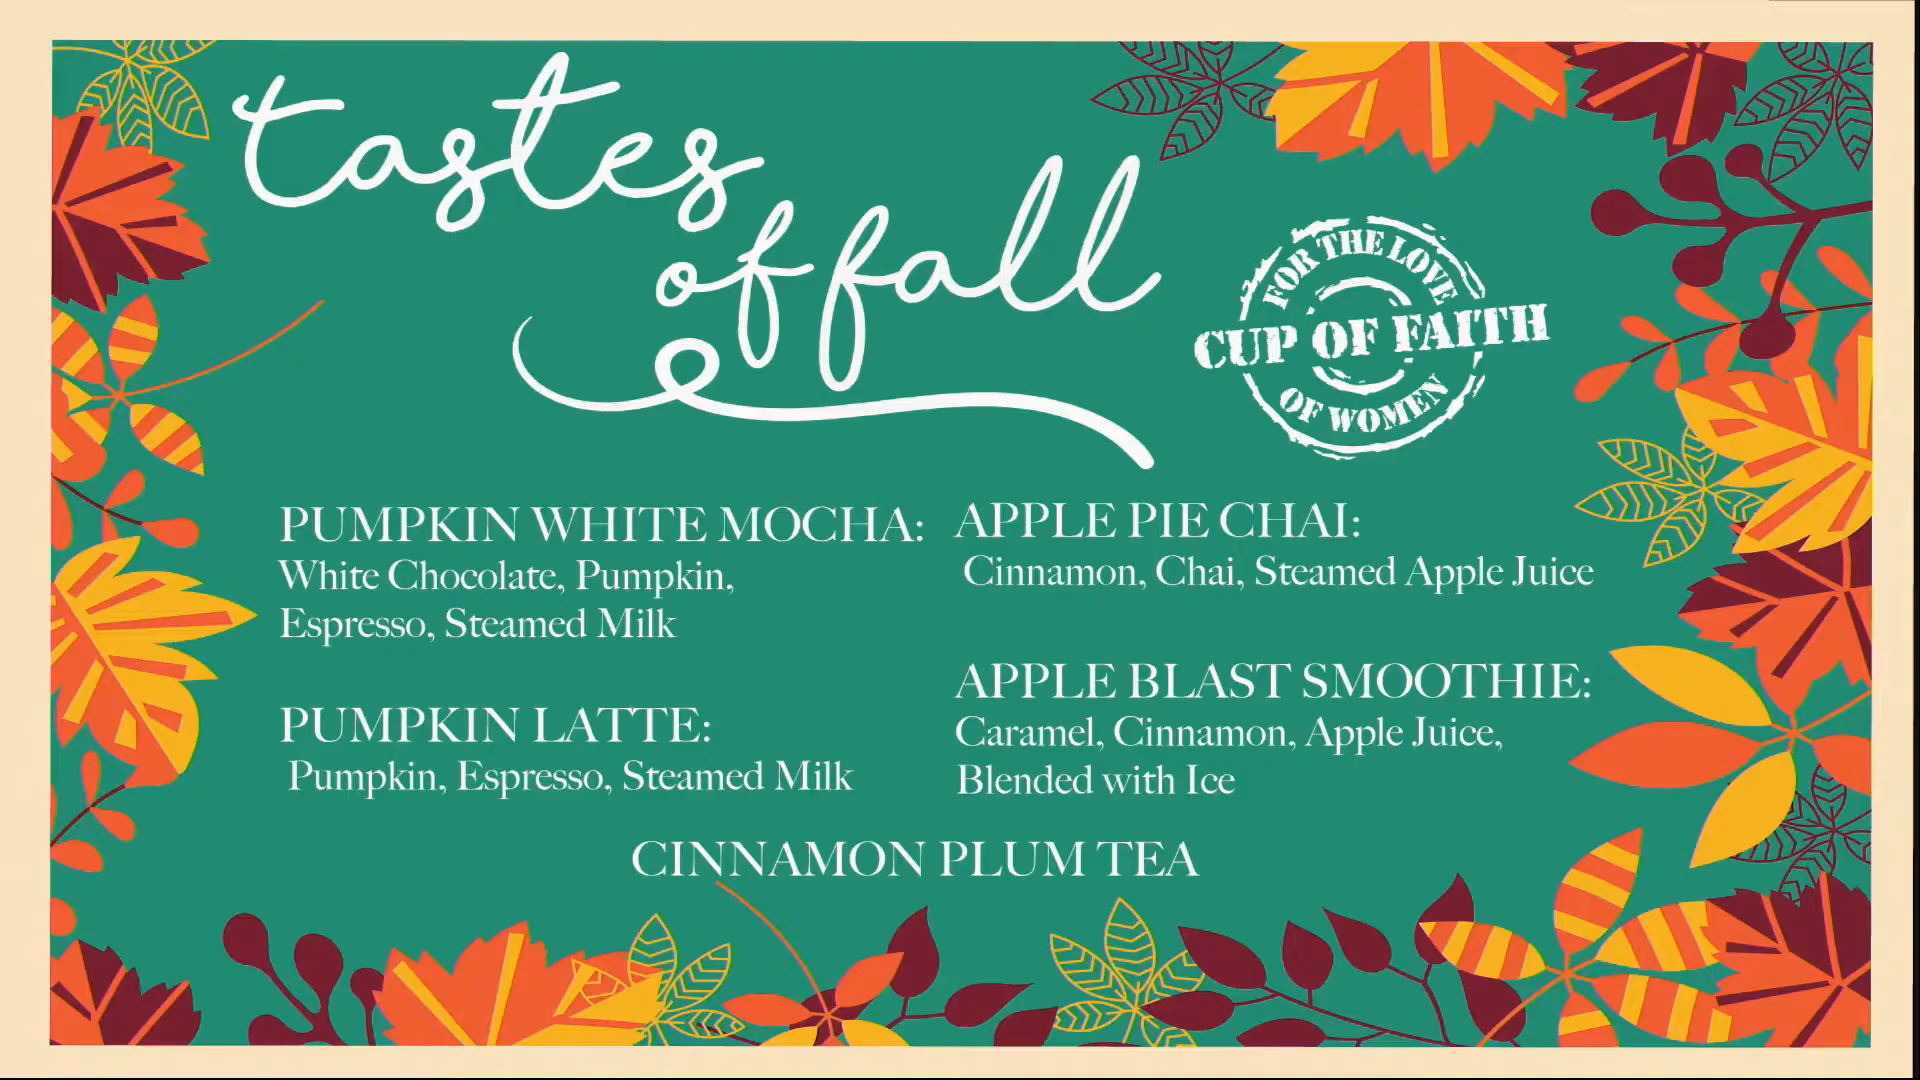 tastes
of fall
FOR THE LOVE
CUP OF FAITH
OF WOMEN
PUMPKIN WHITE MOCHA:
White Chocolate, Pumpkin,
Espresso, Steamed Milk
PUMPKIN LATTE:
Pumpkin, Espresso, Steamed Milk
APPLE PIE CHAI:
Cinnamon, Chai, Steamed Apple Juice
APPLE BLAST SMOOTHIE:
Caramel, Cinnamon, Apple Juice,
Blended with Ice
CINNAMON PLUM TEA